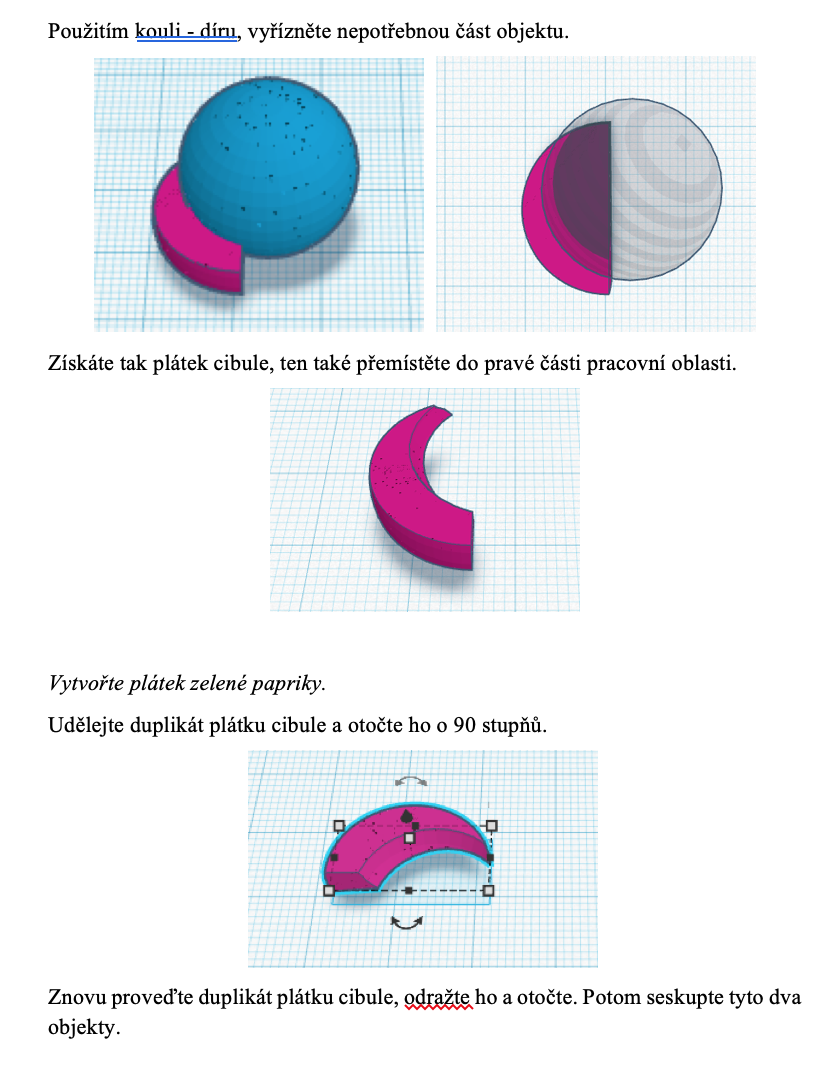 Použitím kouli - díru, vyřízněte nepotřebnou část objektu.
Získáte tak plátek cibule, ten také přemístěte do pravé části pracovní oblasti.
Vytvořte plátek zelené papriky.
Udělejte duplikát plátku cibule a otočte ho o 90 stupňů.
Znovu proveďte duplikát plátku cibule, odražte ho a otočte. Potom seskupte tyto dva
objekty.